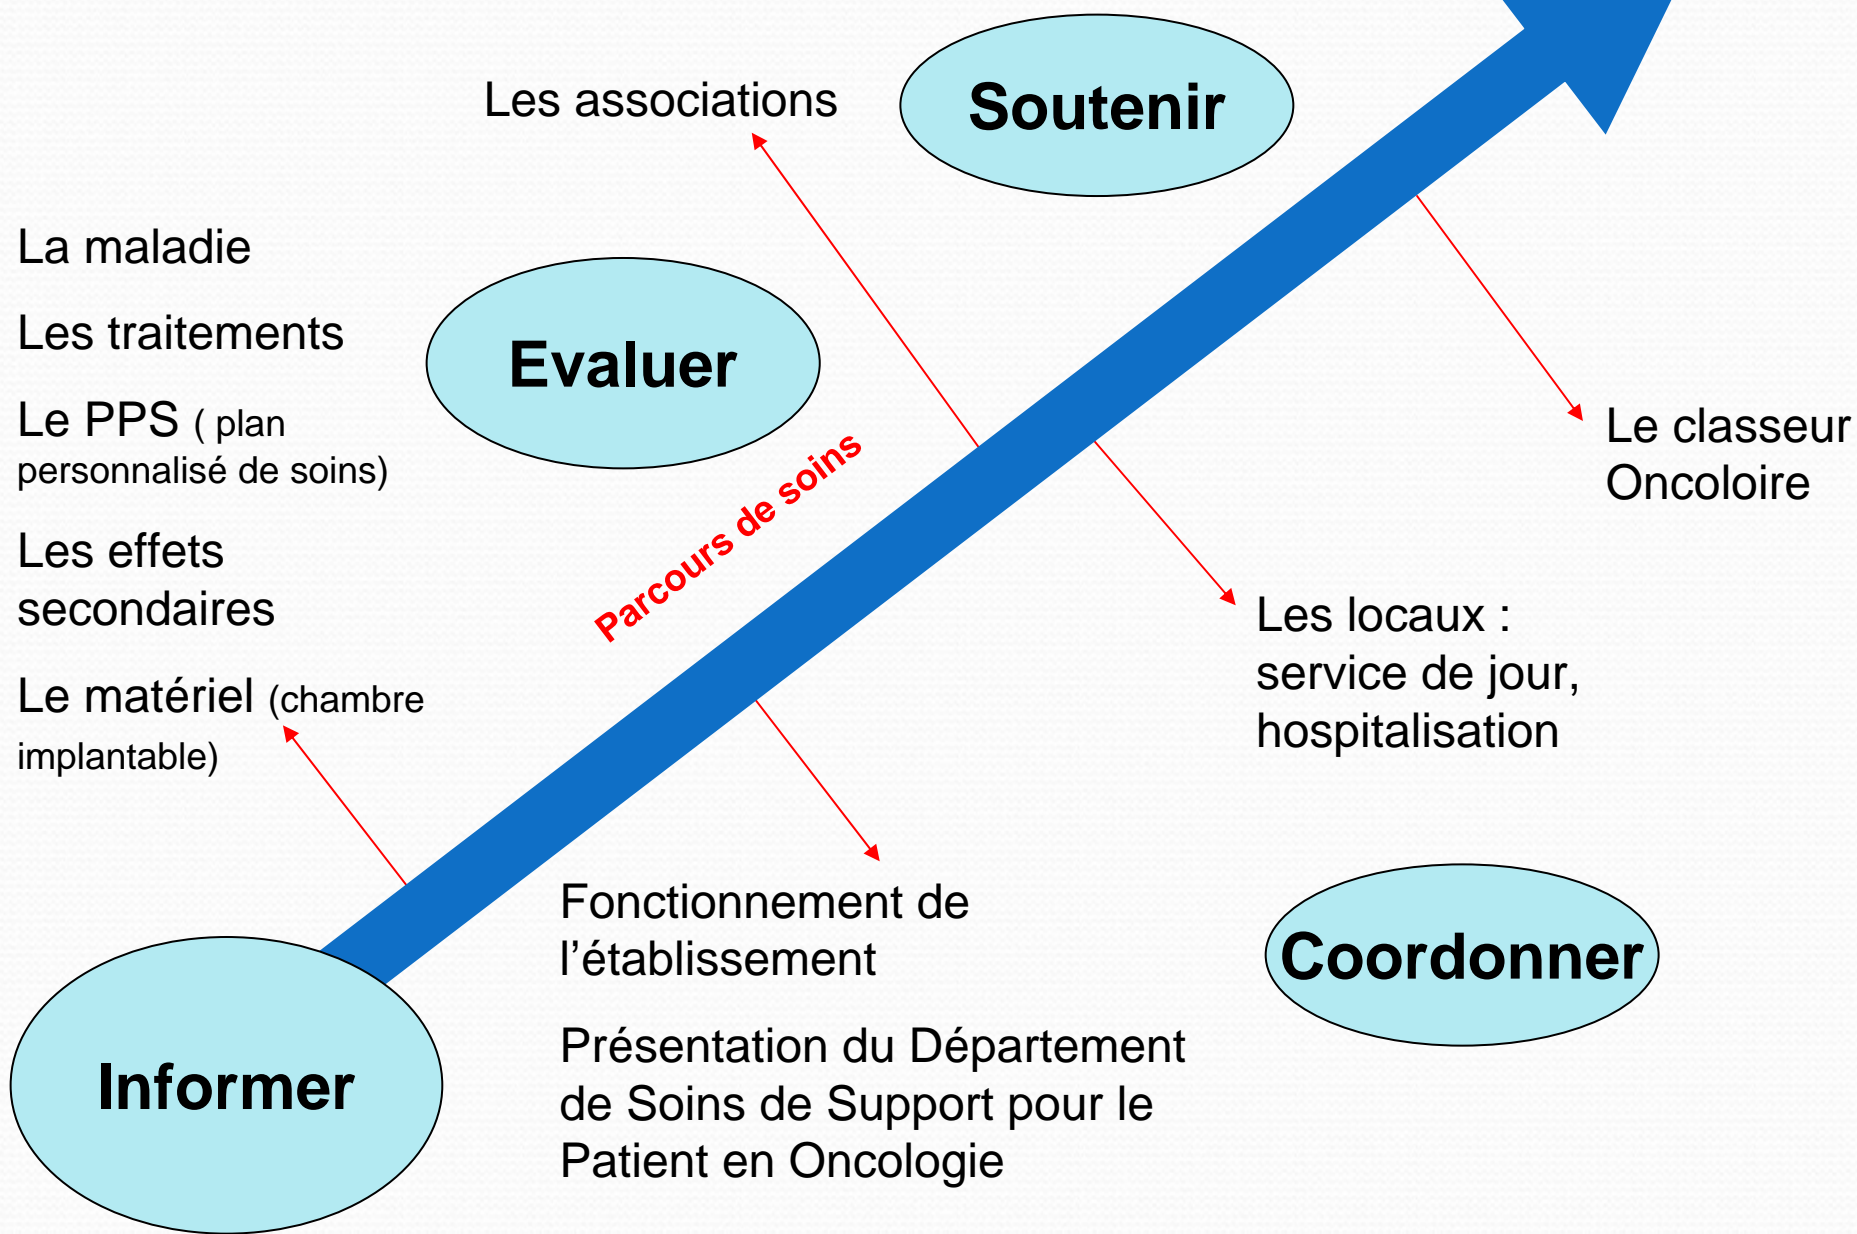 Les associations
Soutenir
La maladie
Les traitements
Le PPS ( plan
personnalisé de soins)
Les effets
secondaires
Le matériel (chambre
implantable)
Evaluer
Parcours de soins
Le classeur
Oncoloire
Les locaux :
service de jour,
hospitalisation
Fonctionnement de
l’établissement
Présentation du Département
de Soins de Support pour le
Patient en Oncologie
Coordonner
Informer